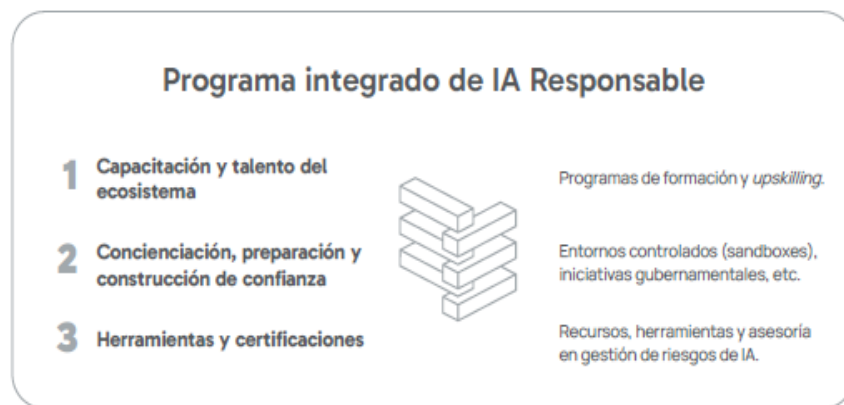 Programa integrado de IA Responsable
1
Capacitación y talento del
ecosistema
Programas de formación y upskilling.
2
Concienciación, preparación y
construcción de confianza
Entornos controlados (sandboxes),
iniciativas gubernamentales, etc.
3
Herramientas y certificaciones
Recursos, herramientas y asesoría
en gestión de riesgos de IA.